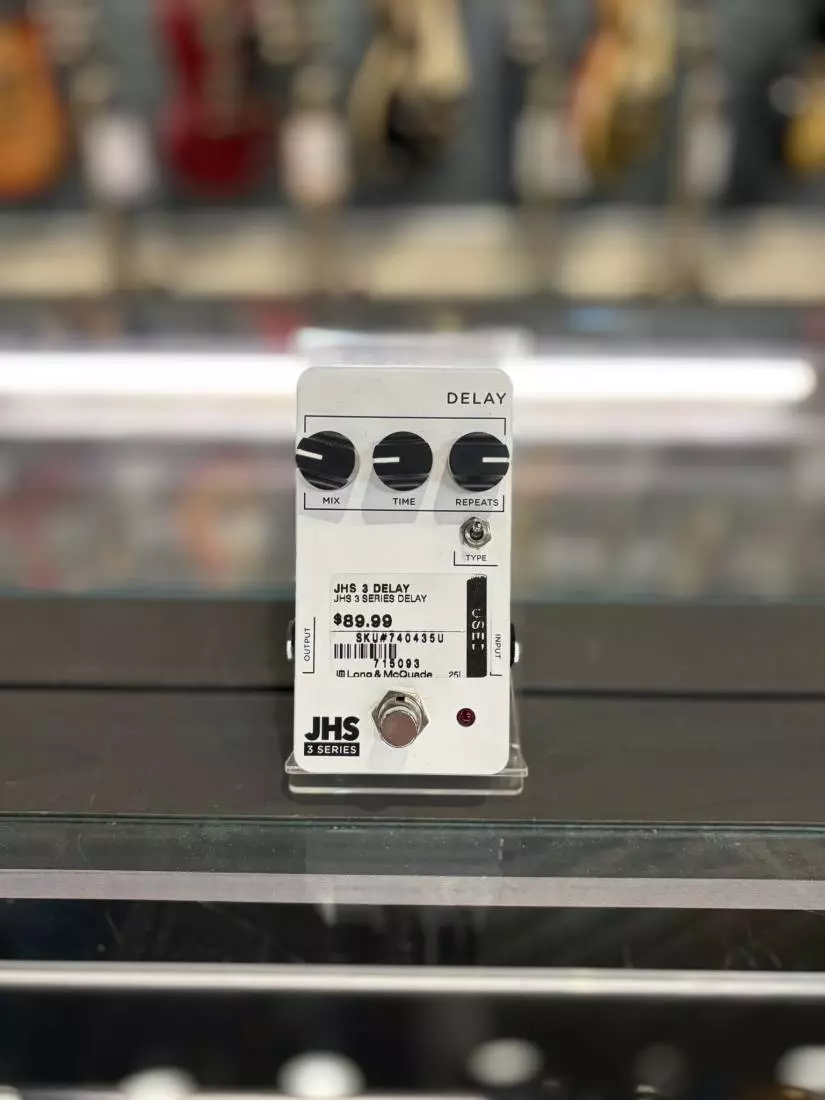 DELAY
MIX TIME REPEATS
TYPE
JHS 3 DELAY
JHS 3 SERIES DELAY
$89.99
SKU#740435U
715093
Long & McQuade
USED
OUTPUT
INPUT
JHS
3 SERIES